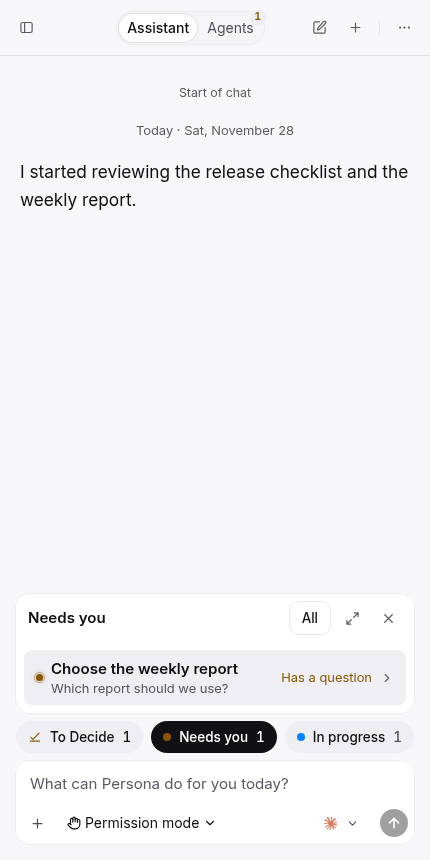 Assistant
Agents
1
Start of chat
Today · Sat, November 28
I started reviewing the release checklist and the
weekly report.
Needs you
All
Choose the weekly report
Which report should we use?
Has a question
To Decide 1
Needs you 1
In progress 1
What can Persona do for you today?
Permission mode